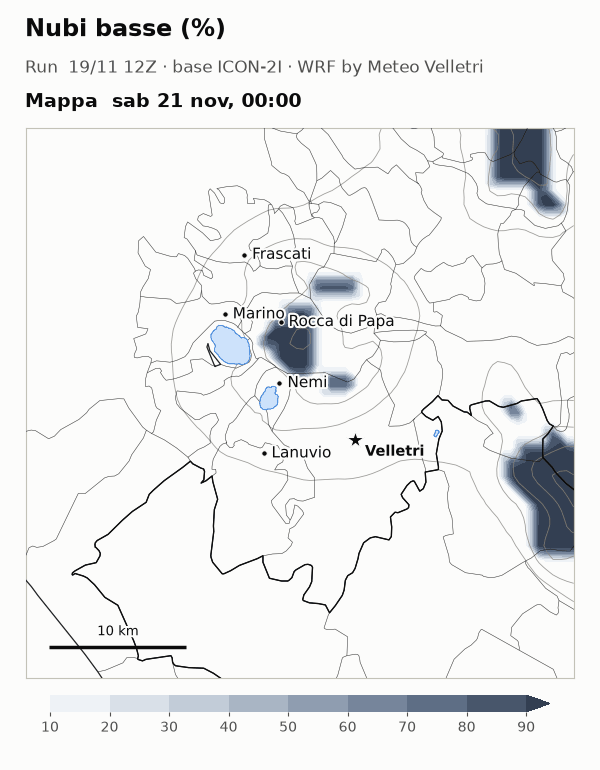 Nubi basse (%)
Run  19/11 12Z · base ICON-2I · WRF by Meteo Velletri
Mappa  sab 21 nov, 00:00
Frascati
Marino
Rocca di Papa
Nemi
Velletri
Lanuvio
10 km
10 20 30 40 50 60 70 80 90